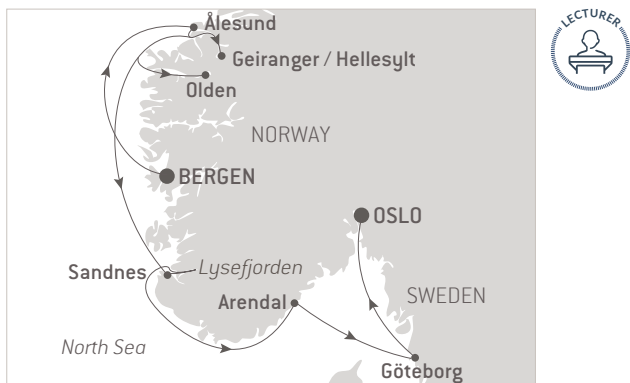 Ålesund
LECTURER
Geiranger / Hellesylt
Olden
NORWAY
BERGEN
OSLO
Sandnes
Lysefjorden
Arendal
SWEDEN
North Sea
Göteborg